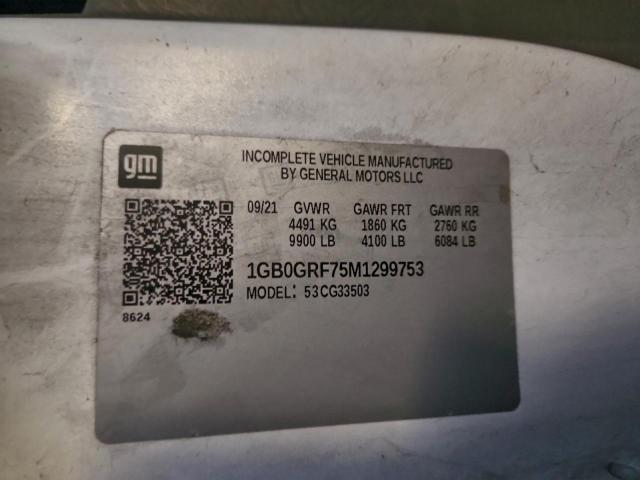 gm
INCOMPLETE VEHICLE MANUFACTURED
BY GENERAL MOTORS LLC
09/21 GVWR GAWR FRT GAWR RR
4491 KG 1860 KG 2760 KG
9900 LB 4100 LB 6084 LB
1GB0GRF75M1299753
MODEL: 53CG33503
8624